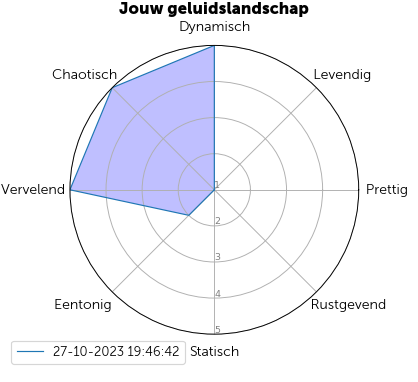 Jouw geluidslandschap
Dynamisch
Chaotisch
Levendig
Vervelend
1
Prettig
2
3
4
Eentonig
Rustgevend
5
27-10-2023 19:46:42
Statisch